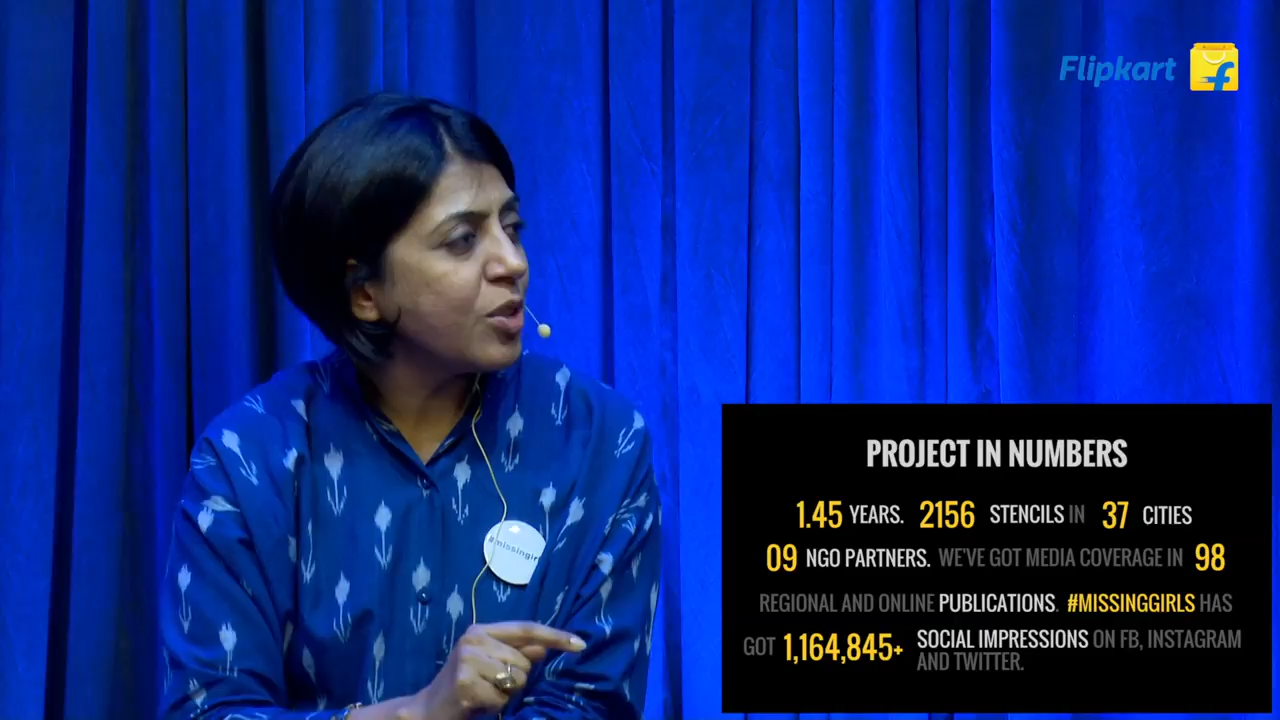 Flipkart
PROJECT IN NUMBERS
1.45 YEARS. 2156 STENCILS IN 37 CITIES
09 NGO PARTNERS. WE'VE GOT MEDIA COVERAGE IN 98
REGIONAL AND ONLINE PUBLICATIONS. #MISSINGGIRLS HAS
GOT 1,164,845+ SOCIAL IMPRESSIONS ON FB, INSTAGRAM
AND TWITTER.
#missingirl